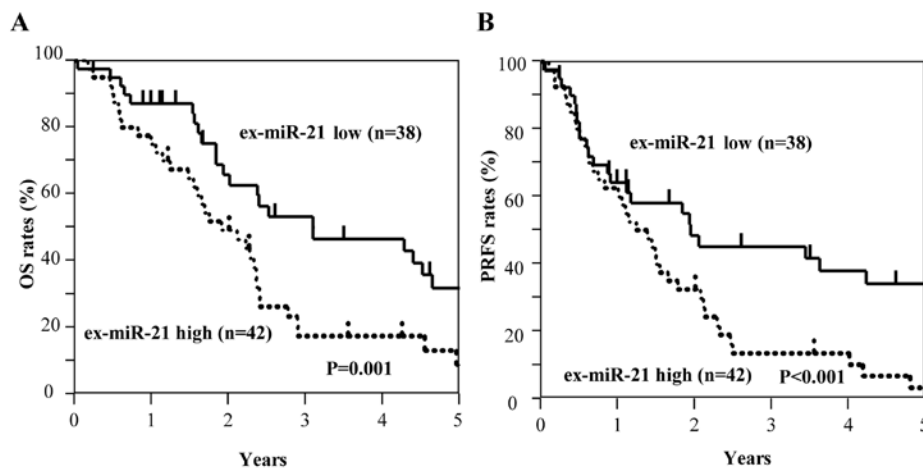 A
OS rates (%)
100
80
60
40
20
0
ex-miR-21 low (n=38)
ex-miR-21 high (n=42)
P=0.001
0 1 2 3 4 5
Years
B
PRFS rates (%)
100
80
60
40
20
0
ex-miR-21 low (n=38)
ex-miR-21 high (n=42) P<0.001
0 1 2 3 4 5
Years